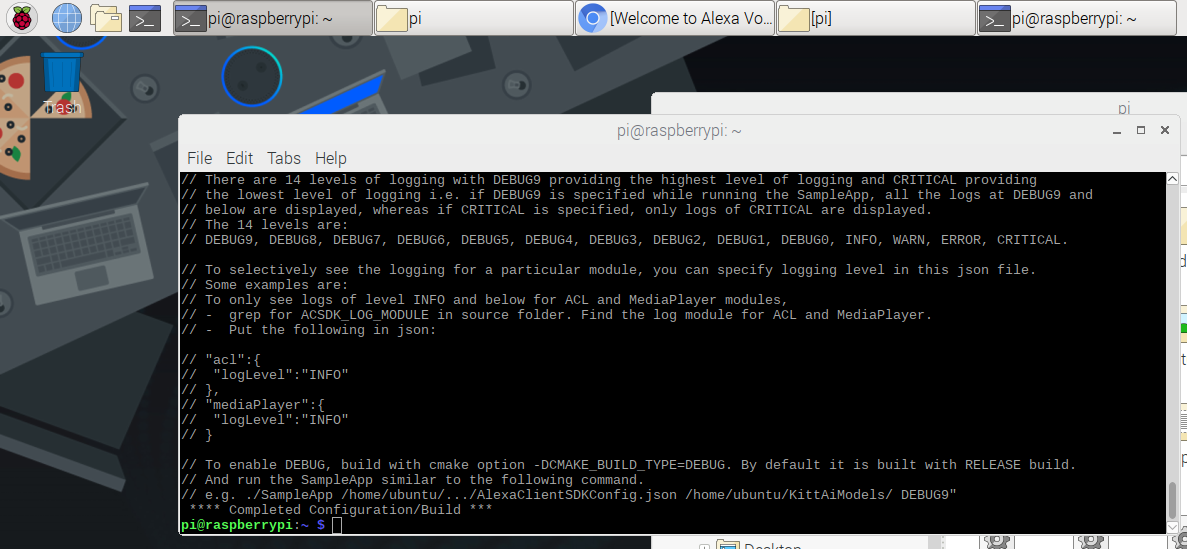 pi@raspberrypi: ~
pi
[Welcome to Alexa Vo...
[pi]
pi@raspberrypi: ~
Trash
pi
pi@raspberrypi: ~
File Edit Tabs Help
// There are 14 levels of logging with DEBUG9 providing the highest level of logging and CRITICAL providing
// the lowest level of logging i.e. if DEBUG9 is specified while running the SampleApp, all the logs at DEBUG9 and
// below are displayed, whereas if CRITICAL is specified, only logs of CRITICAL are displayed.
// The 14 levels are:
// DEBUG9, DEBUG8, DEBUG7, DEBUG6, DEBUG5, DEBUG4, DEBUG3, DEBUG2, DEBUG1, DEBUG0, INFO, WARN, ERROR, CRITICAL.
// To selectively see the logging for a particular module, you can specify logging level in this json file.
// Some examples are:
// To only see logs of level INFO and below for ACL and MediaPlayer modules,
// -  grep for ACSDK_LOG_MODULE in source folder. Find the log module for ACL and MediaPlayer.
// -  Put the following in json:
// "acl":{
//  "logLevel":"INFO"
// },
// "mediaPlayer":{
//  "logLevel":"INFO"
// }
// To enable DEBUG, build with cmake option -DCMAKE_BUILD_TYPE=DEBUG. By default it is built with RELEASE build.
// And run the SampleApp similar to the following command.
// e.g. ./SampleApp /home/ubuntu/.../AlexaClientSDKConfig.json /home/ubuntu/KittAiModels/ DEBUG9"
 **** Completed Configuration/Build ***
pi@raspberrypi:~ $
Desktop